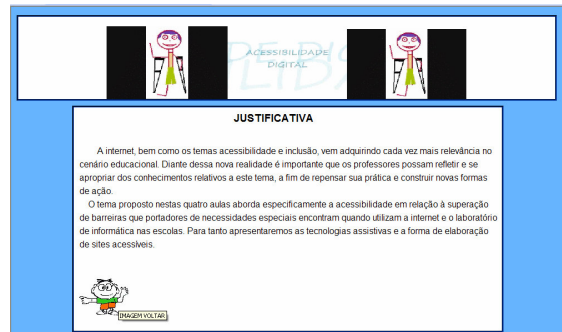 ACESSIBILIDADE
DIGITAL
JUSTIFICATIVA
A internet, bem como os temas acessibilidade e inclusão, vem adquirindo cada vez mais relevância no
cenário educacional. Diante dessa nova realidade é importante que os professores possam refletir e se
apropriar dos conhecimentos relativos a este tema, a fim de repensar sua prática e construir novas formas
de ação.
O tema proposto nestas quatro aulas aborda especificamente a acessibilidade em relação à superação
de barreiras que portadores de necessidades especiais encontram quando utilizam a internet e o laboratório
de informática nas escolas. Para tanto apresentaremos as tecnologias assistivas e a forma de elaboração
de sites acessíveis.
IMAGEM VOLTAR